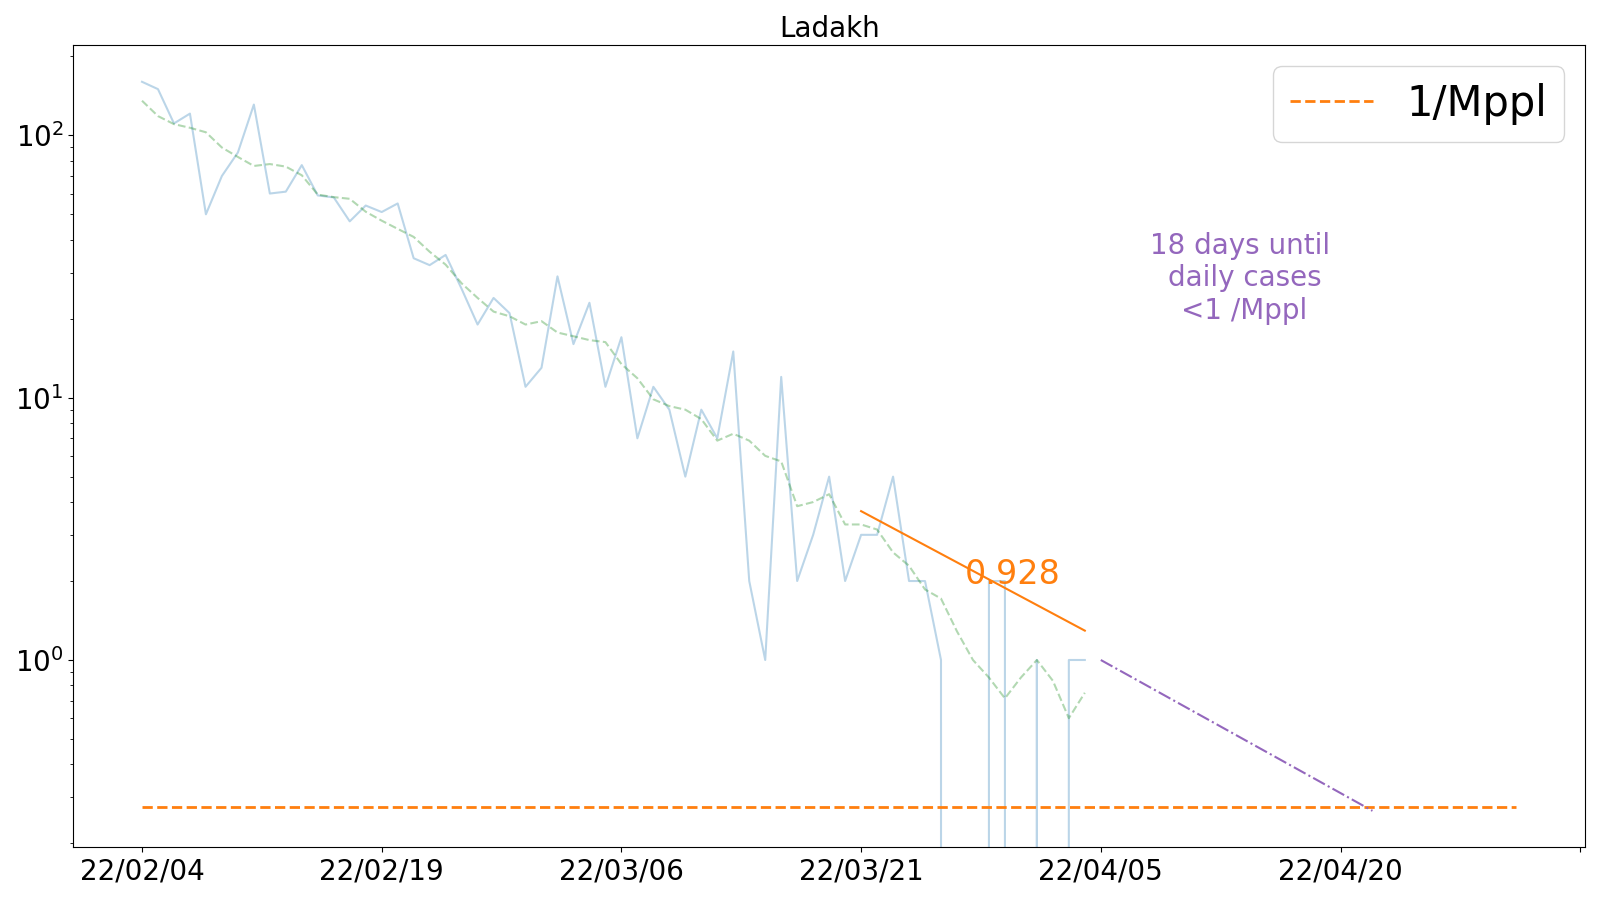 Ladakh
1/Mppl
18 days until
daily cases
<1 /Mppl
0.928
10²
10¹
10⁰
22/02/04 22/02/19 22/03/06 22/03/21 22/04/05 22/04/20